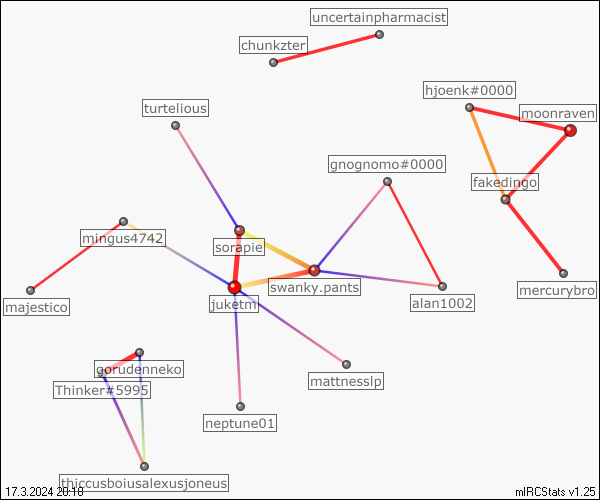 uncertainpharmacist
chunkzter
hjoenk#0000
turtelious
moonraven
gnognomo#0000
fakedingo
mingus4742
sorapie
swanky.pants
mercurybro
majestico
juketm
alan1002
gorudenneko
mattnesslp
Thinker#5995
neptune01
thiccusboiusalexusjoneus
17.3.2024 20:18
mIRCStats v1.25